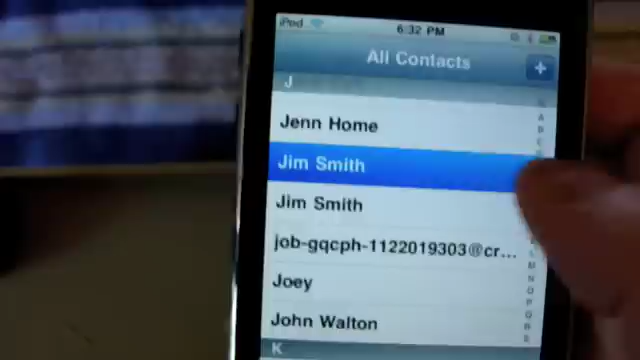 iPod 6:32 PM
All Contacts
+
J
Jenn Home
Jim Smith
Jim Smith
job-gqcph-1122019303@cr...
Joey
John Walton
K